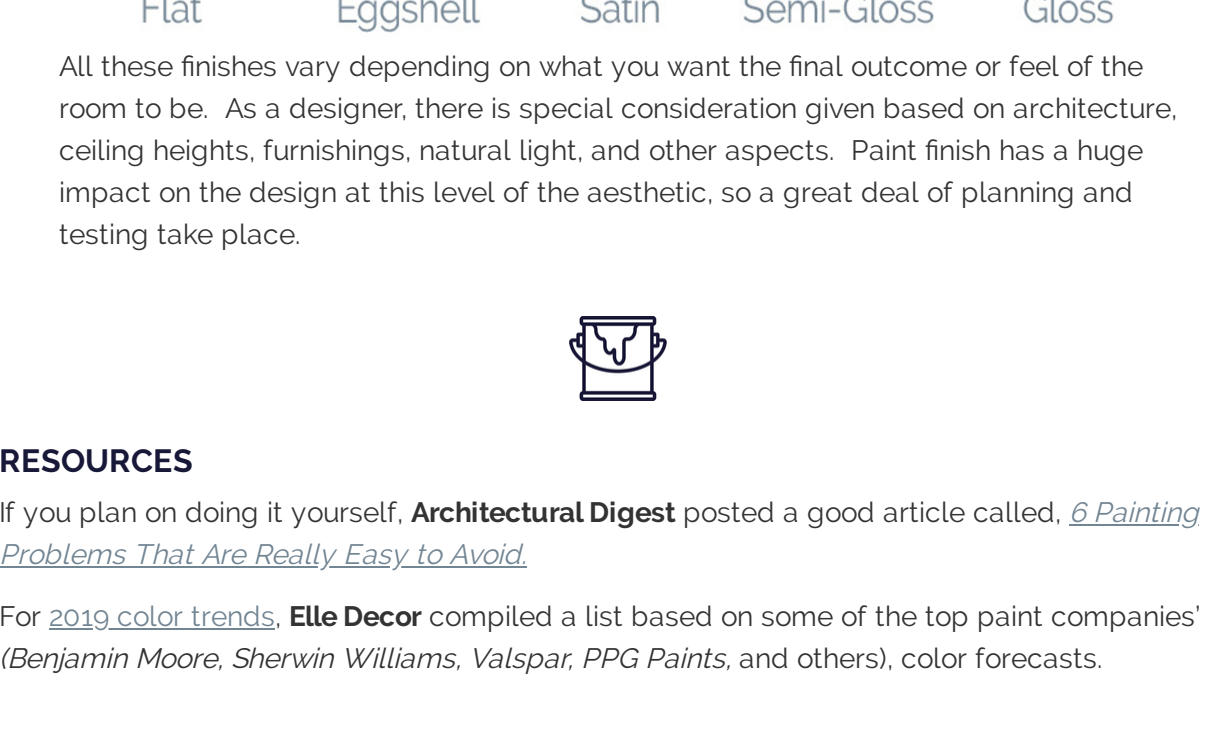 Flat Eggshell Satin Semi-Gloss Gloss
All these finishes vary depending on what you want the final outcome or feel of the
room to be.  As a designer, there is special consideration given based on architecture,
ceiling heights, furnishings, natural light, and other aspects.  Paint finish has a huge
impact on the design at this level of the aesthetic, so a great deal of planning and
testing take place.
RESOURCES
If you plan on doing it yourself, Architectural Digest posted a good article called, 6 Painting
Problems That Are Really Easy to Avoid.
For 2019 color trends, Elle Decor compiled a list based on some of the top paint companies’
(Benjamin Moore, Sherwin Williams, Valspar, PPG Paints, and others), color forecasts.